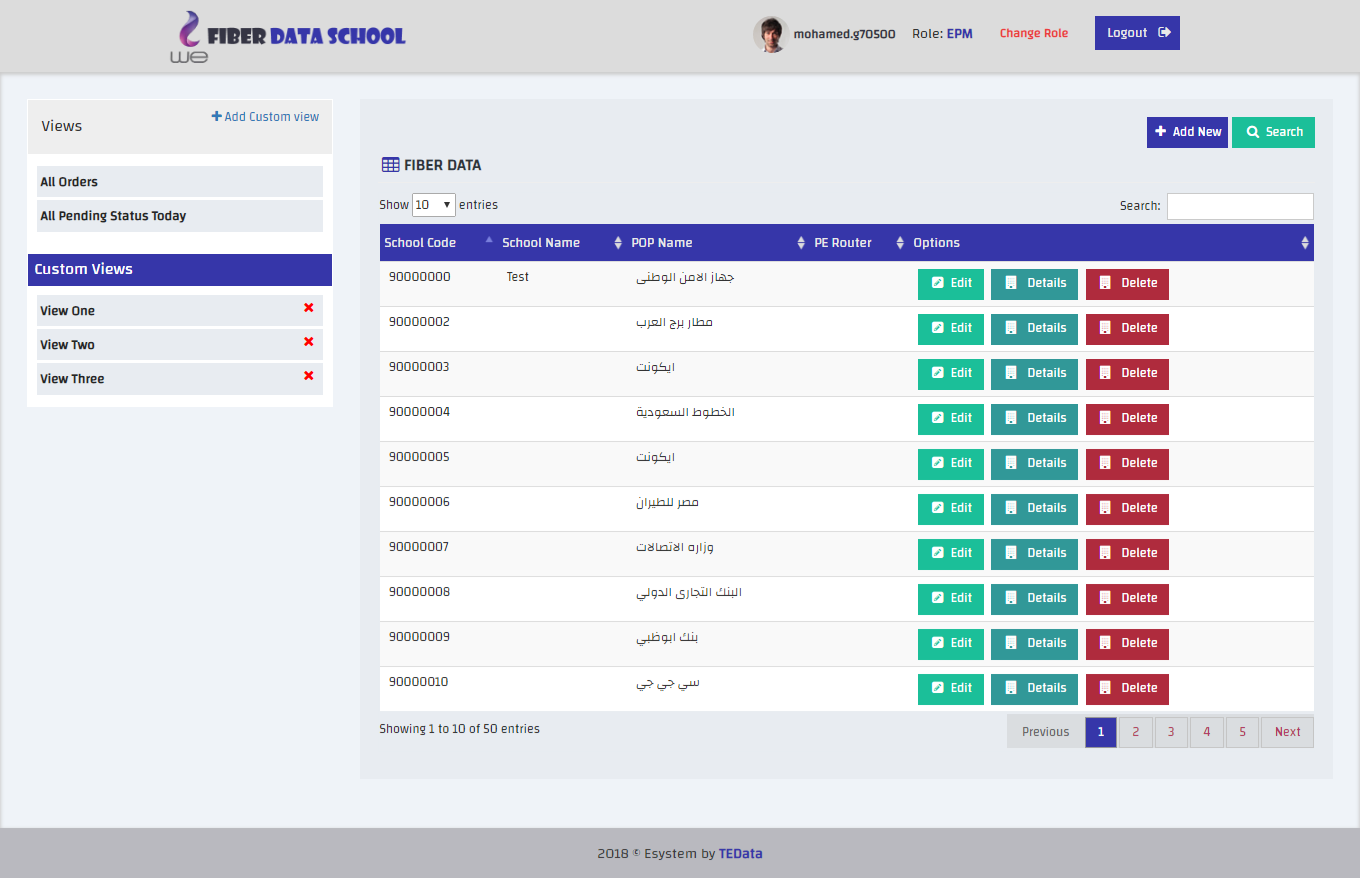 we FIBER DATA SCHOOL
mohamed.g70500 Role: EPM Change Role Logout
Views Add Custom view
All Orders
All Pending Status Today
Custom Views
View One
View Two
View Three
Add New Search
FIBER DATA
Show 10 entries Search:
School Code School Name POP Name PE Router Options
90000000 Test جهاز الامن الوطنى Edit Details Delete
90000002 مطار برج العرب Edit Details Delete
90000003 ايكونت Edit Details Delete
90000004 الخطوط السعودية Edit Details Delete
90000005 ايكونت Edit Details Delete
90000006 مصر للطيران Edit Details Delete
90000007 وزاره الاتصالات Edit Details Delete
90000008 البنك التجارى الدولي Edit Details Delete
90000009 بنك ابوظبي Edit Details Delete
90000010 سي جي جي Edit Details Delete
Showing 1 to 10 of 50 entries Previous 1 2 3 4 5 Next
2018 © Esystem by TEData